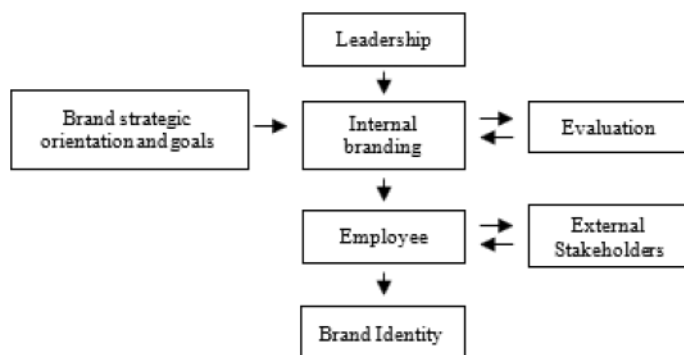 Leadership
Brand strategic
orientation and goals
Internal
branding
Evaluation
Employee
External
Stakeholders
Brand Identity